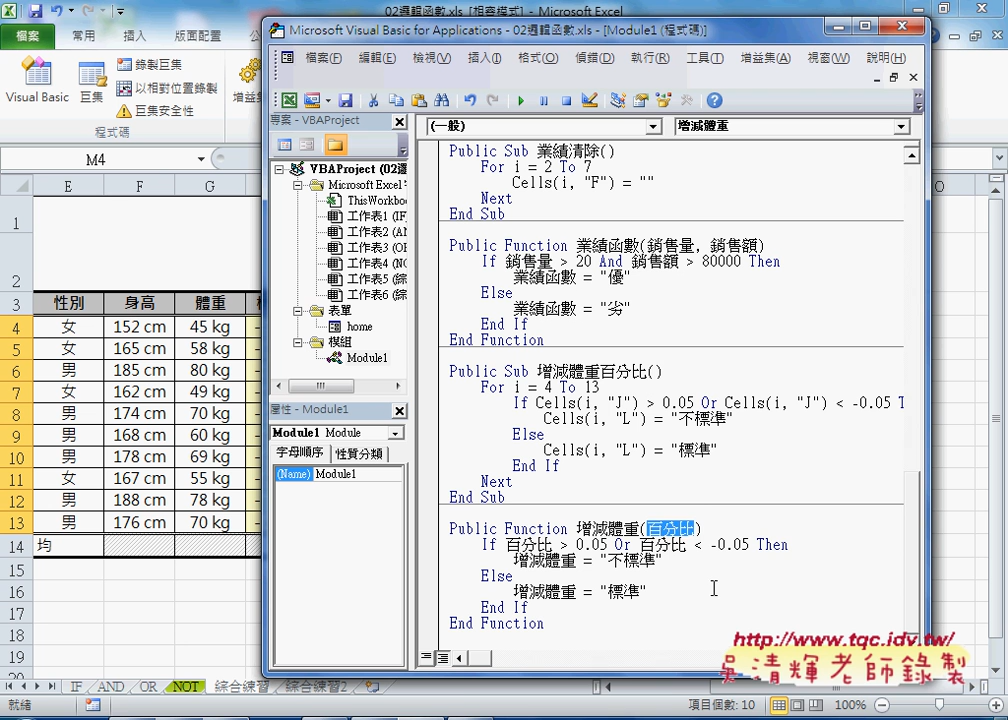 02邏輯函數.xls [相容模式] - Microsoft Excel
檔案 常用 插入 版面配置
Visual Basic 巨集 錄製巨集 以相對位置錄製 巨集安全性
程式碼
M4
E F G O
1
2
3 性別 身高 體重
4 女 152 cm 45 kg
5 女 165 cm 58 kg
6 男 185 cm 80 kg
7 女 162 cm 49 kg
8 男 174 cm 70 kg
9 男 168 cm 60 kg
10 男 178 cm 69 kg
11 女 167 cm 55 kg
12 男 188 cm 78 kg
13 男 176 cm 70 kg
14 均
15
16
17
18
19
IF AND OR NOT 綜合練習 綜合練習2
就緒 項目個數: 10 100%
Microsoft Visual Basic for Applications - 02邏輯函數.xls - [Module1 (程式碼)]
檔案(F) 編輯(E) 檢視(V) 插入(I) 格式(O) 偵錯(D) 執行(R) 工具(T) 增益集(A) 視窗(W) 說明(H)
專案 - VBAProject
VBAProject (02邏
Microsoft Excel
ThisWorkbo
工作表1 (IF
工作表2 (AN
工作表3 (OR
工作表4 (NO
工作表5 (綜
工作表6 (綜
表單
home
模組
Module1
屬性 - Module1
Module1 Module
字母順序 性質分類
(Name) Module1
(一般) 增減體重
Public Sub 業績清除()
For i = 2 To 7
Cells(i, "F") = ""
Next
End Sub
Public Function 業績函數(銷售量, 銷售額)
If 銷售量 > 20 And 銷售額 > 80000 Then
業績函數 = "優"
Else
業績函數 = "劣"
End If
End Function
Public Sub 增減體重百分比()
For i = 4 To 13
If Cells(i, "J") > 0.05 Or Cells(i, "J") < -0.05 T
Cells(i, "L") = "不標準"
Else
Cells(i, "L") = "標準"
End If
Next
End Sub
Public Function 增減體重(百分比)
If 百分比 > 0.05 Or 百分比 < -0.05 Then
增減體重 = "不標準"
Else
增減體重 = "標準"
End If
End Function
http://www.tqc.idv.tw/
吳清輝老師錄製